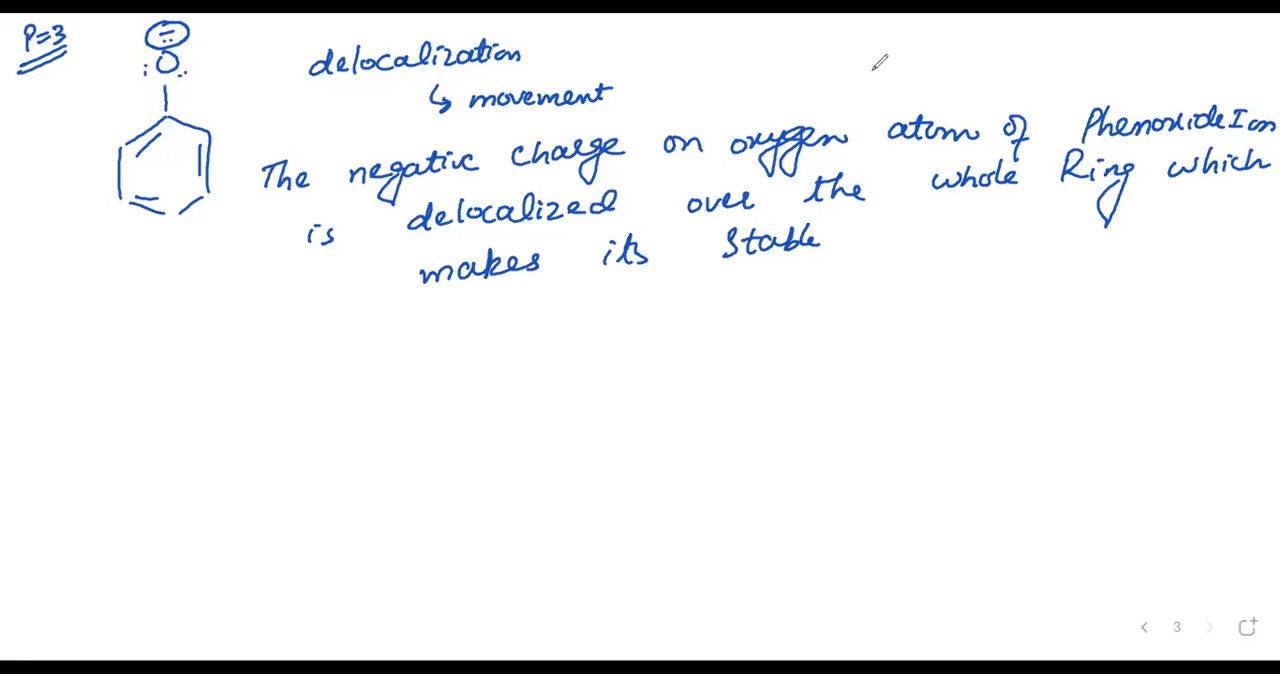 P=3
:Ö:
delocalization
↳ movement
The negative charge on oxygen atom of Phenoxide Ion
is delocalized over the whole Ring which
makes its stable
3